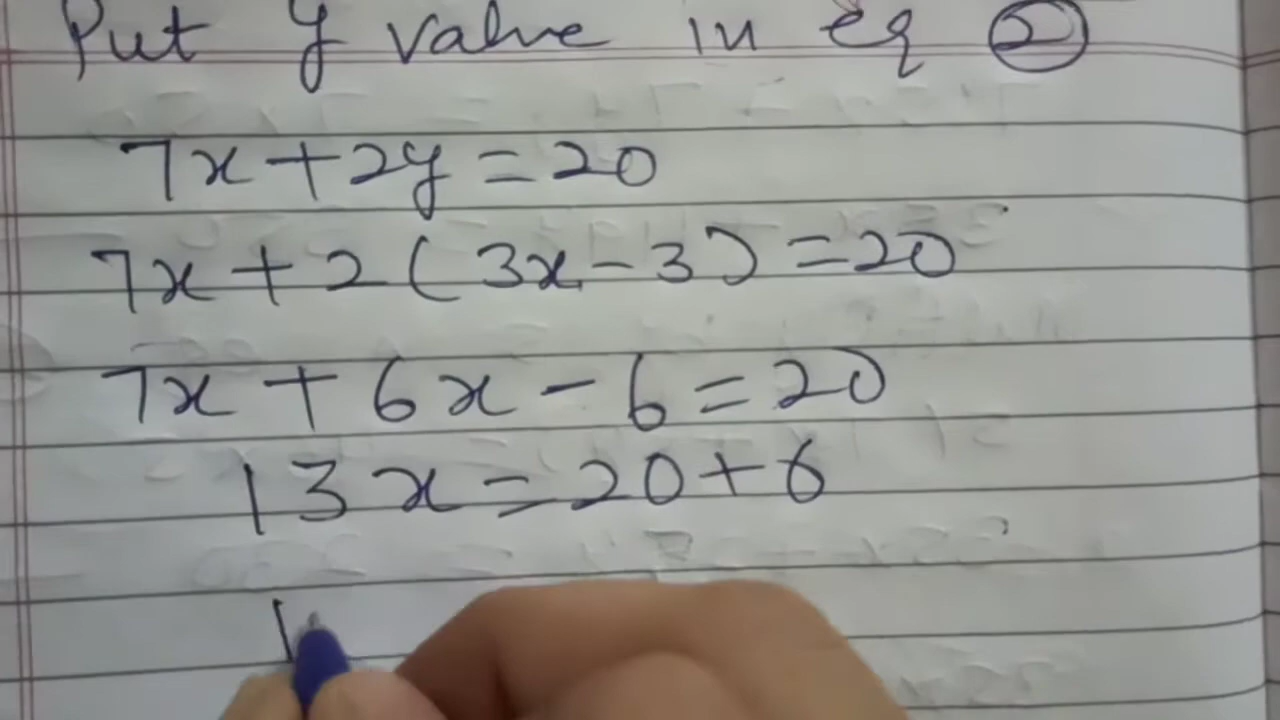 Put y value in eq ②
7x + 2y = 20
7x + 2 ( 3x - 3 ) = 20
7x + 6x - 6 = 20
13x = 20 + 6
1